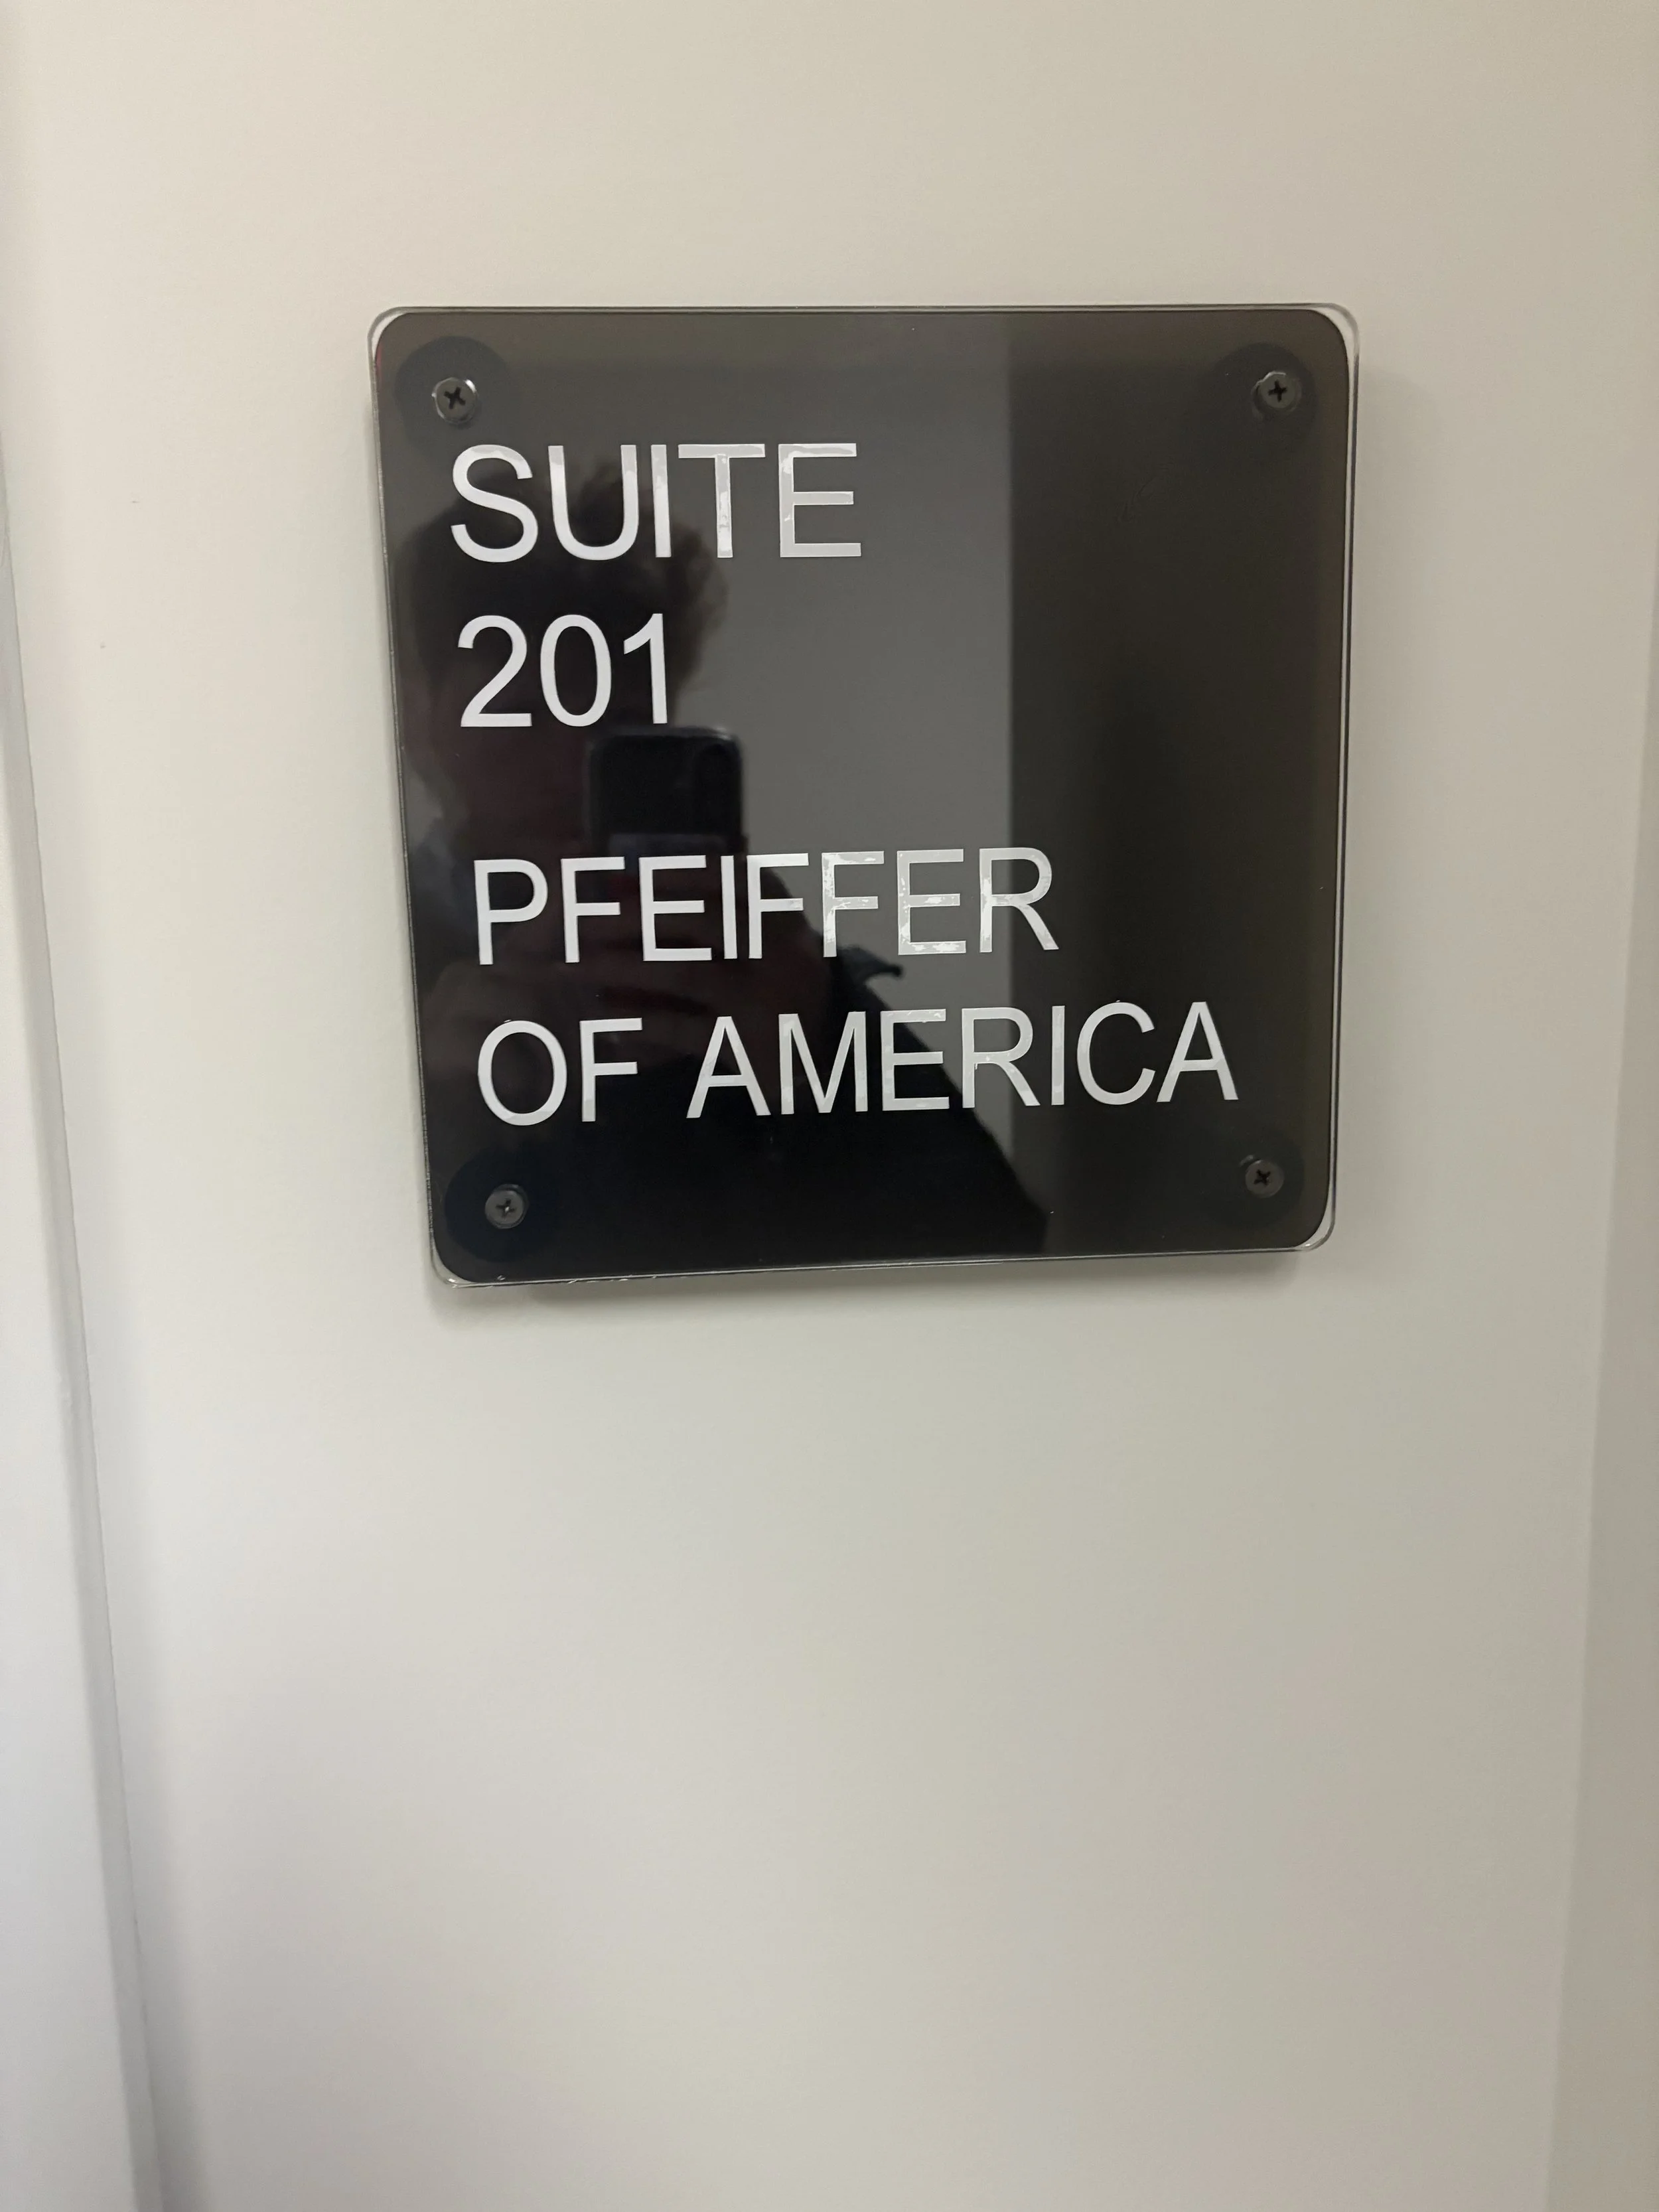 SUITE
201
PFEIFFER
OF AMERICA